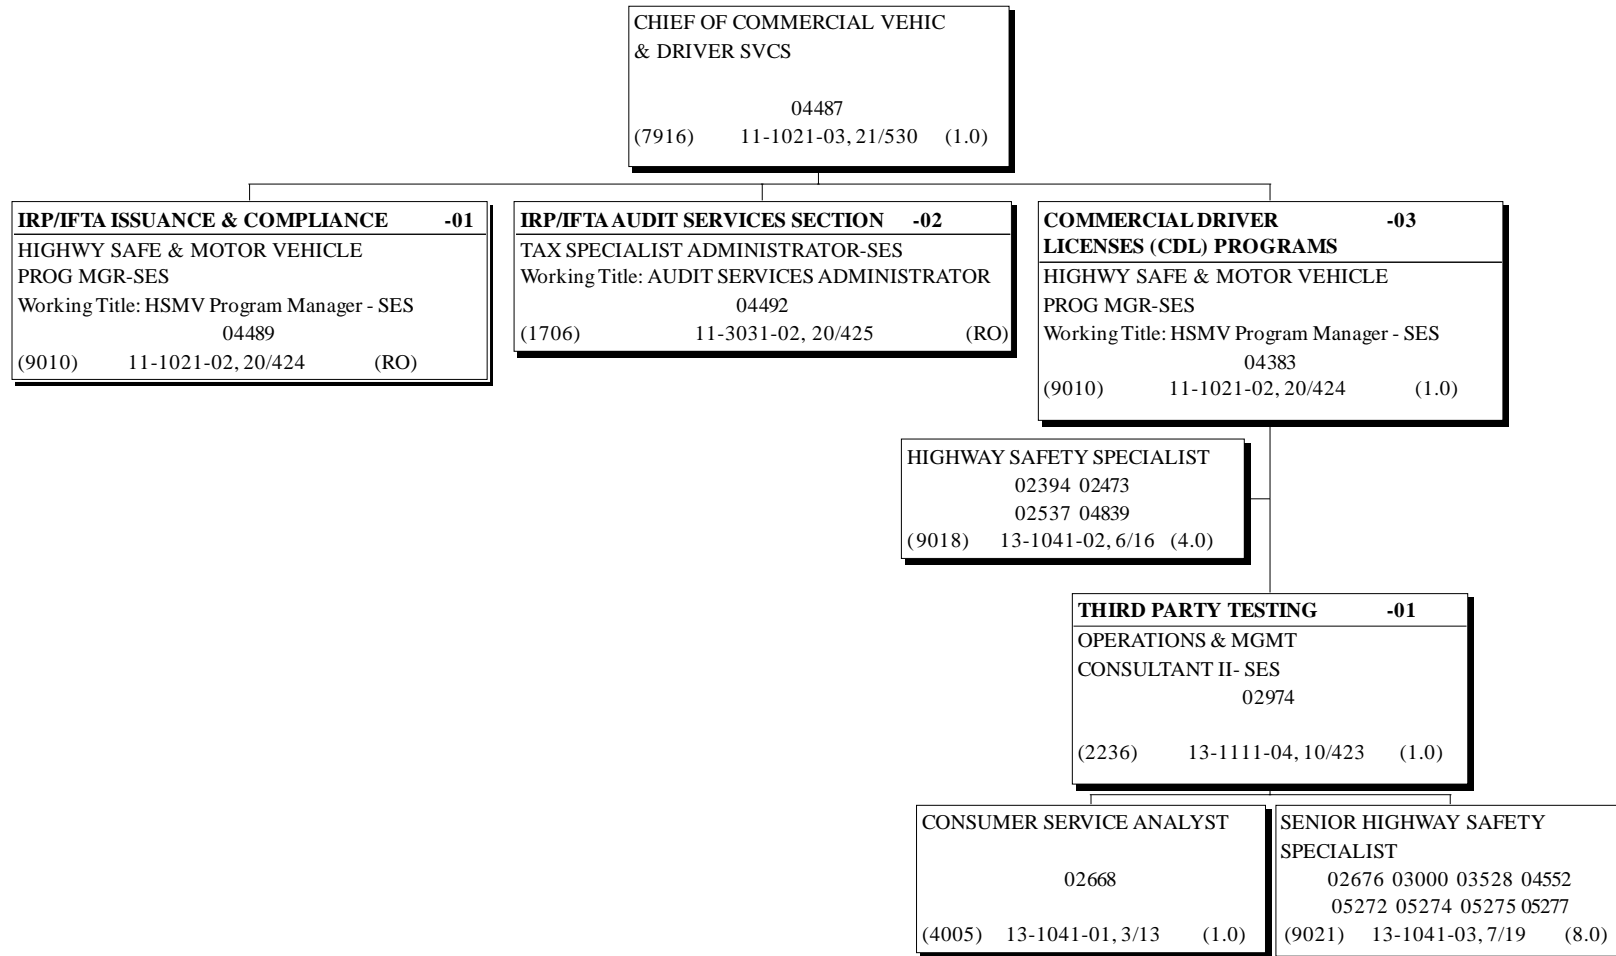 CHIEF OF COMMERCIAL VEHIC
& DRIVER SVCS
04487
(7916) 11-1021-03, 21/530 (1.0)
IRP/IFTA ISSUANCE & COMPLIANCE -01
HIGHWY SAFE & MOTOR VEHICLE
PROG MGR-SES
Working Title: HSMV Program Manager - SES
04489
(9010) 11-1021-02, 20/424 (RO)
IRP/IFTA AUDIT SERVICES SECTION -02
TAX SPECIALIST ADMINISTRATOR-SES
Working Title: AUDIT SERVICES ADMINISTRATOR
04492
(1706) 11-3031-02, 20/425 (RO)
COMMERCIAL DRIVER -03
LICENSES (CDL) PROGRAMS
HIGHWY SAFE & MOTOR VEHICLE
PROG MGR-SES
Working Title: HSMV Program Manager - SES
04383
(9010) 11-1021-02, 20/424 (1.0)
HIGHWAY SAFETY SPECIALIST
02394 02473
02537 04839
(9018) 13-1041-02, 6/16 (4.0)
THIRD PARTY TESTING -01
OPERATIONS & MGMT
CONSULTANT II- SES
02974
(2236) 13-1111-04, 10/423 (1.0)
CONSUMER SERVICE ANALYST
02668
(4005) 13-1041-01, 3/13 (1.0)
SENIOR HIGHWAY SAFETY
SPECIALIST
02676 03000 03528 04552
05272 05274 05275 05277
(9021) 13-1041-03, 7/19 (8.0)